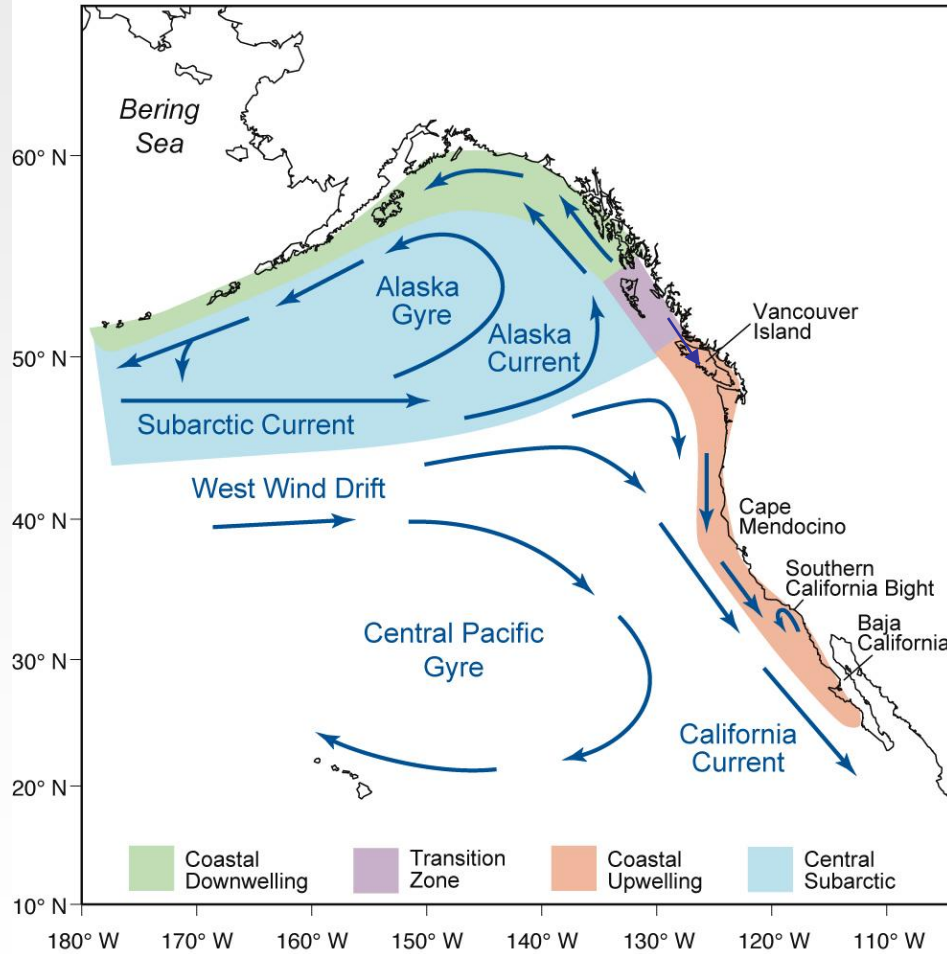 Bering
Sea
60° N
Alaska
Gyre
Alaska
Current
Vancouver
Island
50° N
Subarctic Current
West Wind Drift
40° N
Cape
Mendocino
Southern
California Bight
Baja
California
Central Pacific
Gyre
30° N
California
Current
20° N
Coastal
Downwelling
Transition
Zone
Coastal
Upwelling
Central
Subarctic
10° N
180° W
170° W
160° W
150° W
140° W
130° W
120° W
110° W